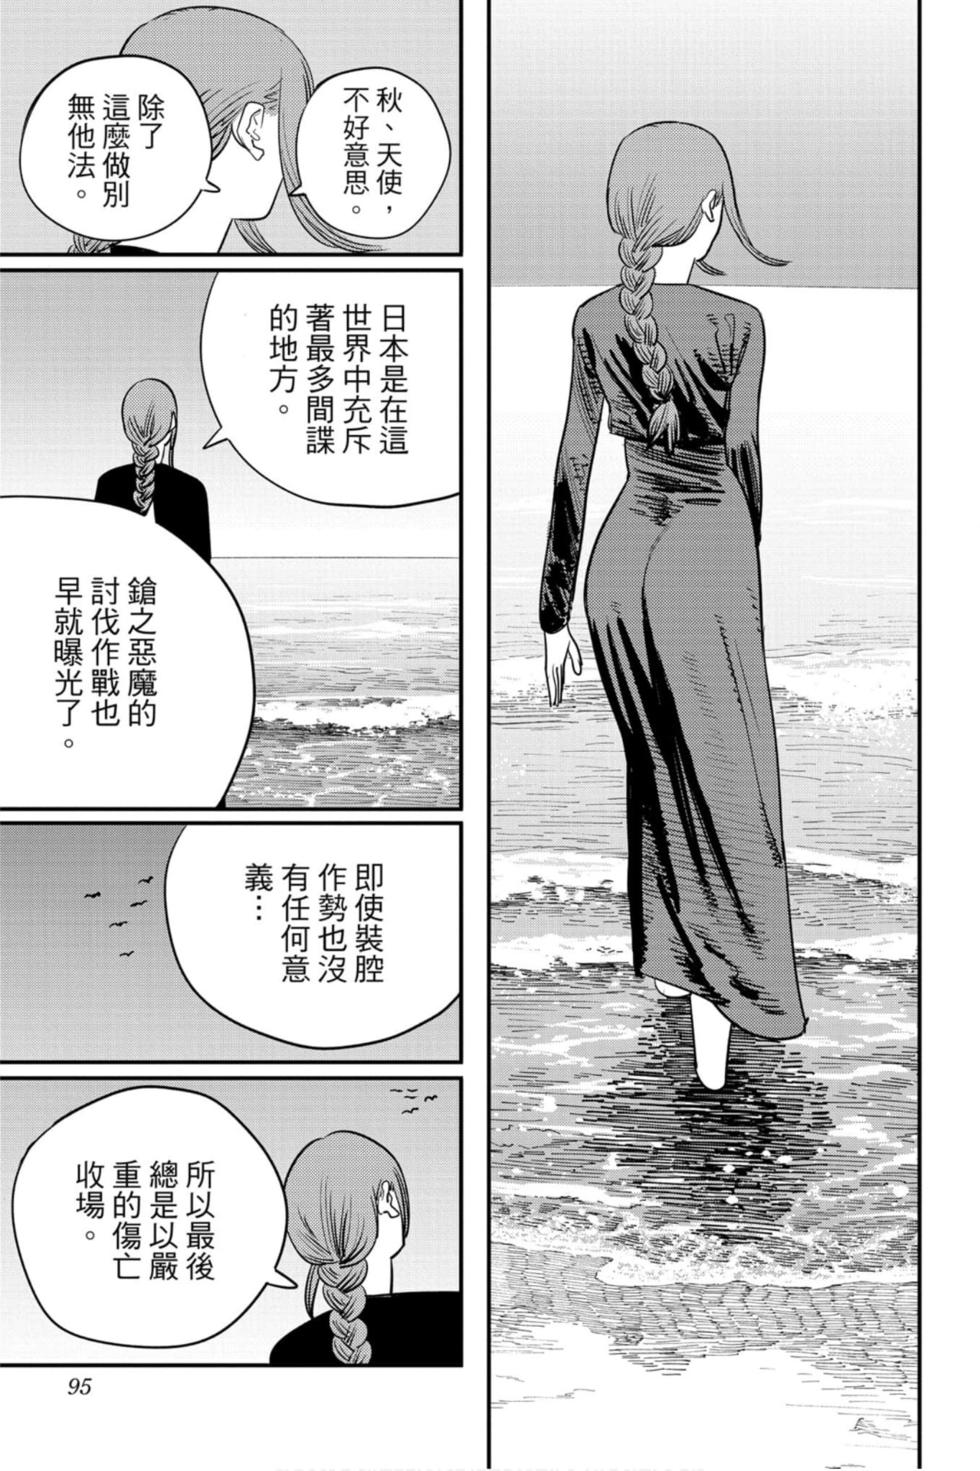 秋、天使，
不好意思。
除了
這麼做別
無他法。
日本是在這
世界中充斥
著最多間諜
的地方。
鎗之惡魔的
討伐作戰也
早就曝光了。
即使裝腔
作勢也沒
有任何意
義…
所以最後
總是以嚴
重的傷亡
收場。
95